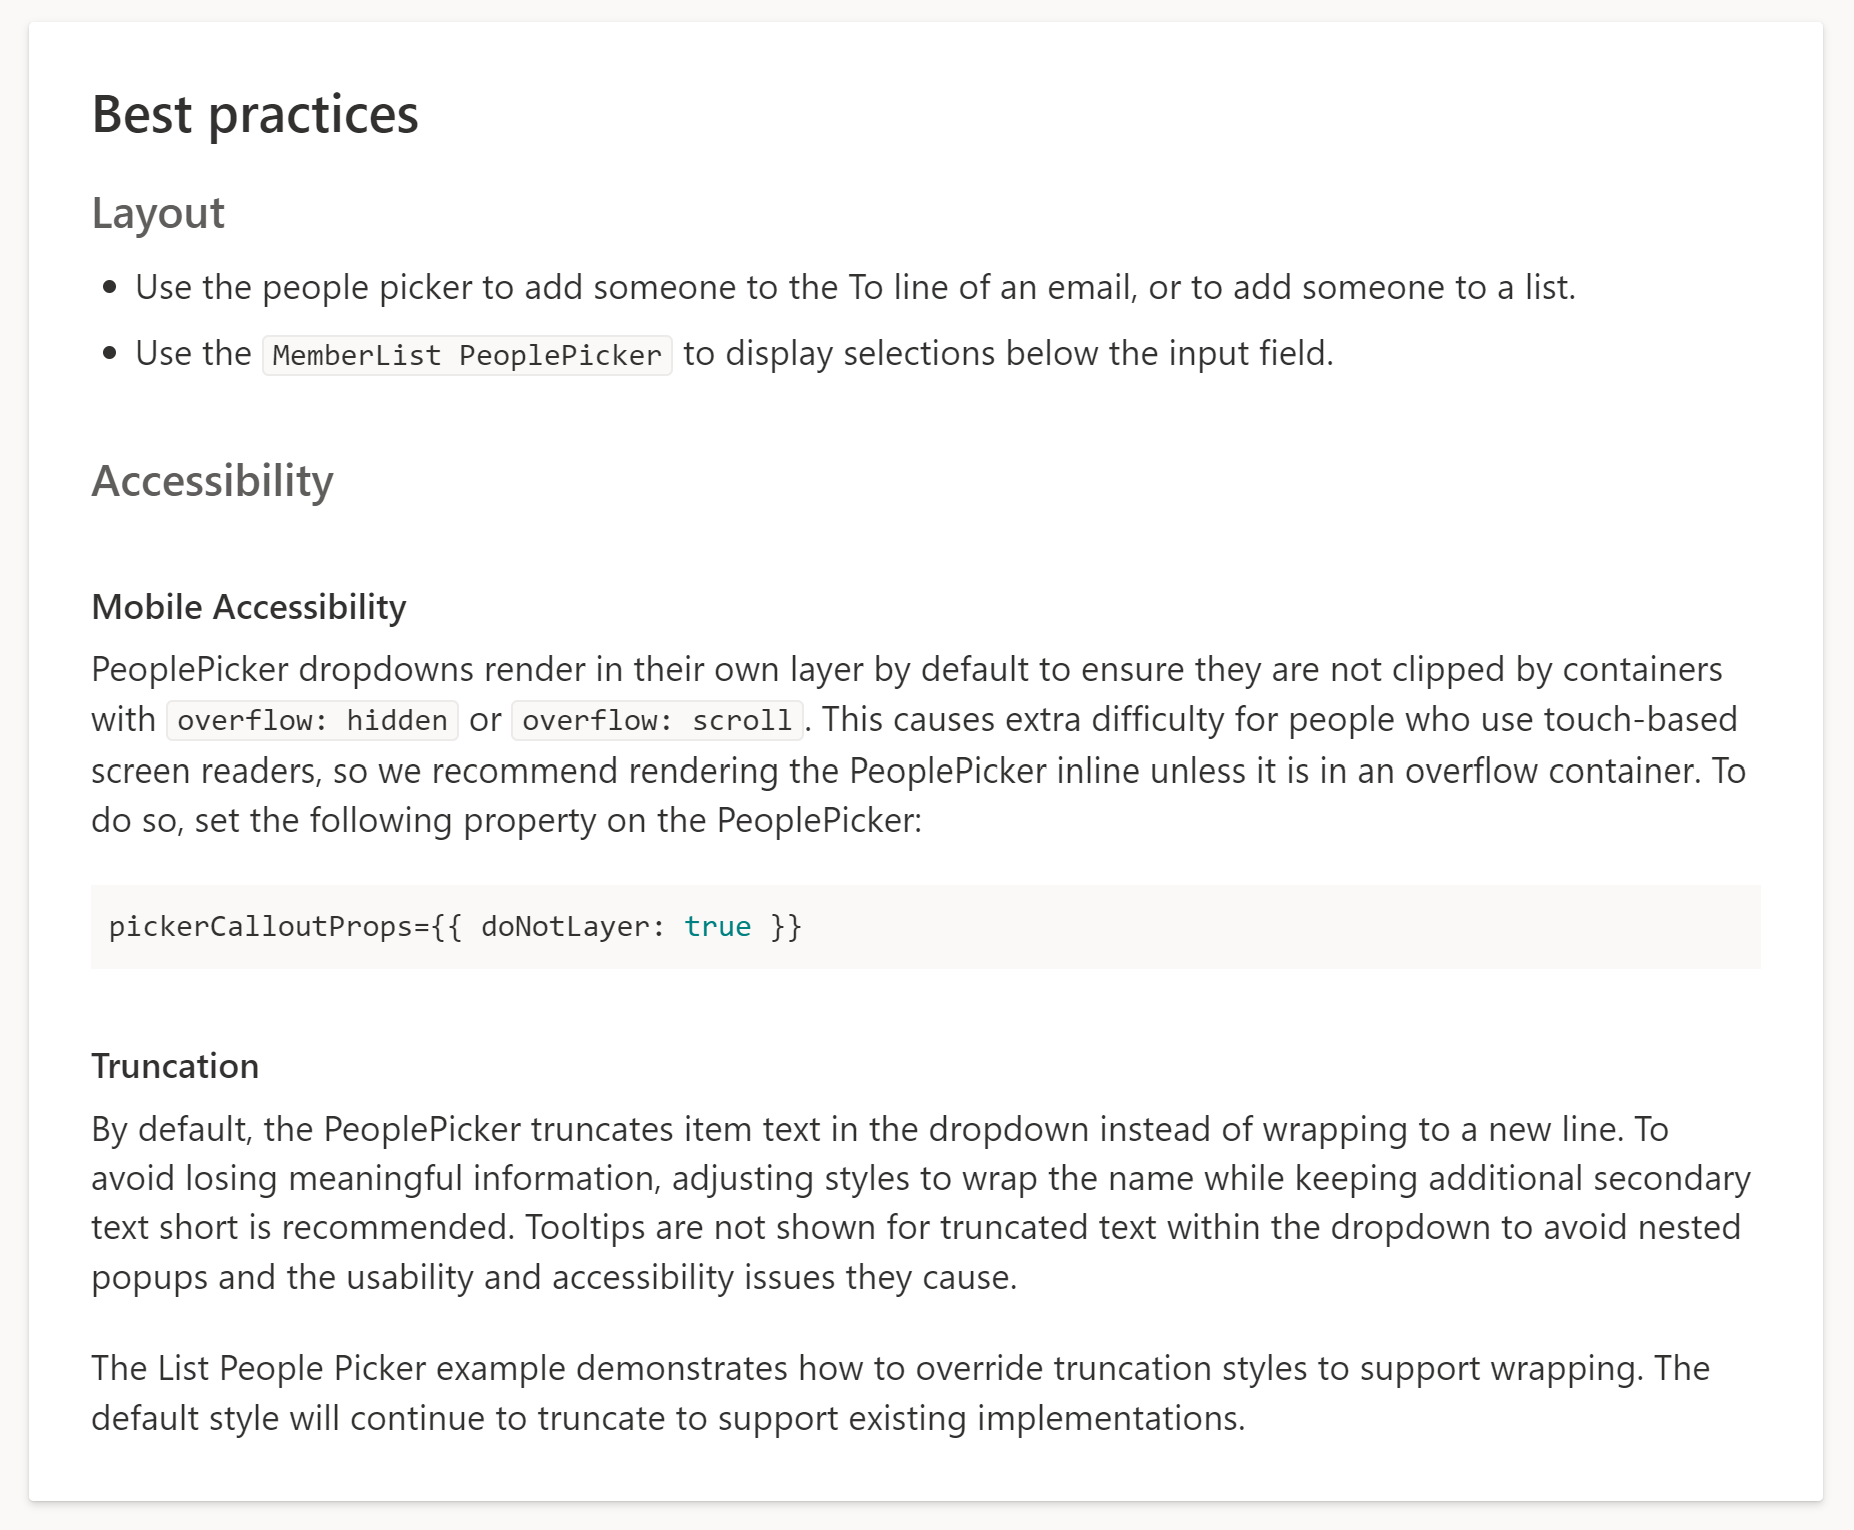 Best practices
Layout
• Use the people picker to add someone to the To line of an email, or to add someone to a list.
• Use the MemberList PeoplePicker to display selections below the input field.
Accessibility
Mobile Accessibility
PeoplePicker dropdowns render in their own layer by default to ensure they are not clipped by containers
with overflow: hidden or overflow: scroll. This causes extra difficulty for people who use touch-based
screen readers, so we recommend rendering the PeoplePicker inline unless it is in an overflow container. To
do so, set the following property on the PeoplePicker:
pickerCalloutProps={{ doNotLayer: true }}
Truncation
By default, the PeoplePicker truncates item text in the dropdown instead of wrapping to a new line. To
avoid losing meaningful information, adjusting styles to wrap the name while keeping additional secondary
text short is recommended. Tooltips are not shown for truncated text within the dropdown to avoid nested
popups and the usability and accessibility issues they cause.
The List People Picker example demonstrates how to override truncation styles to support wrapping. The
default style will continue to truncate to support existing implementations.